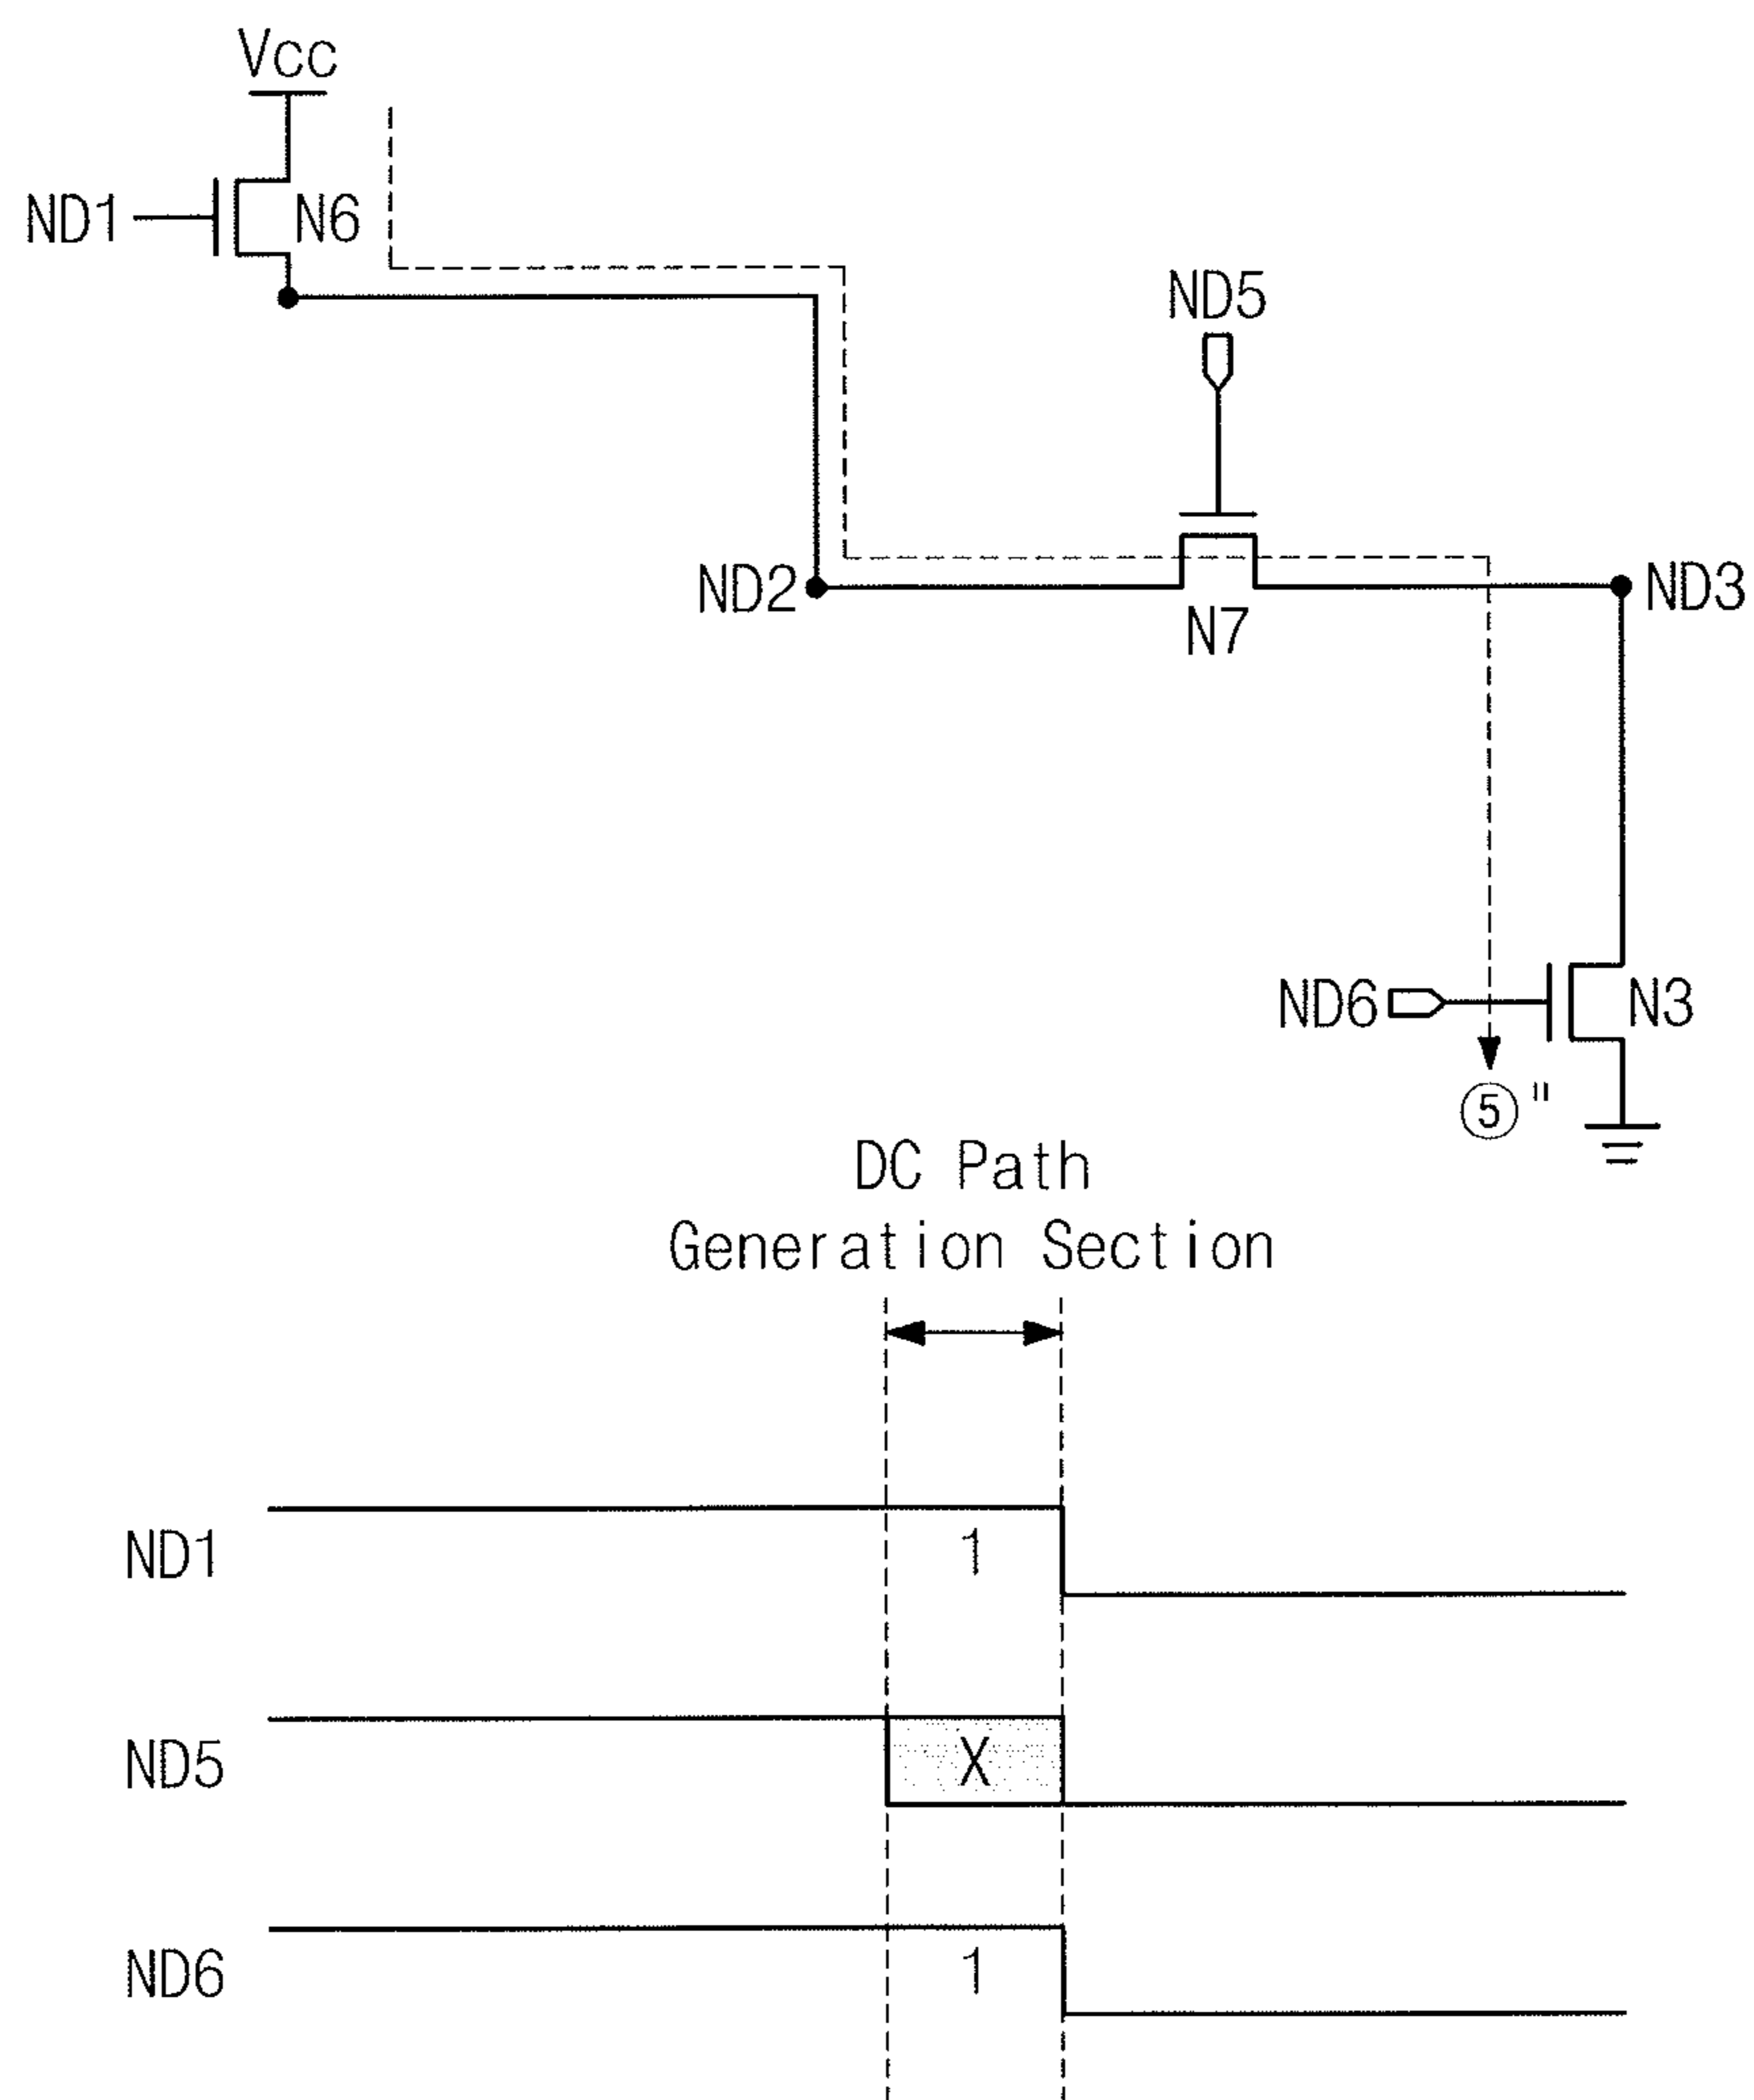 Vcc
ND1
N6
ND5
ND2
N7
ND3
ND6
N3
⑤"
DC Path
Generation Section
ND1
1
ND5
X
ND6
1